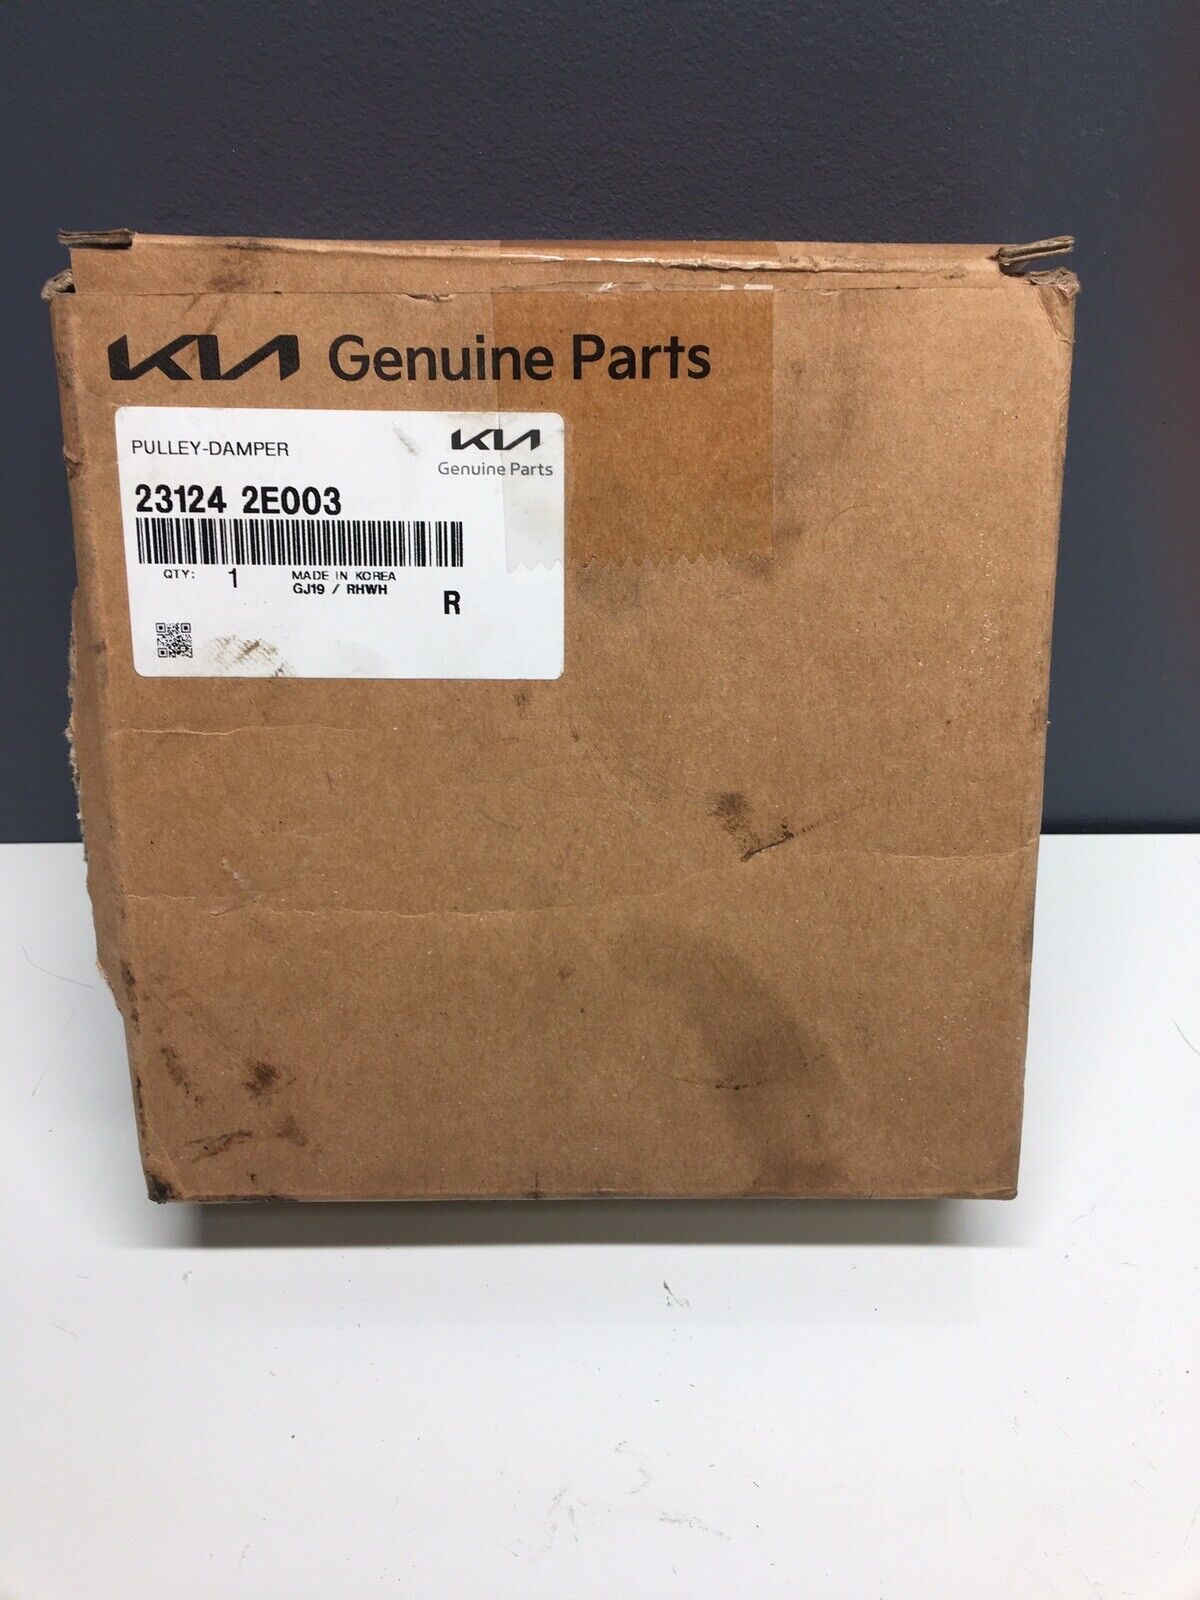 KIA Genuine Parts
PULLEY-DAMPER
KIA
Genuine Parts
23124 2E003
QTY: 1 MADE IN KOREA
GJ19 / RHWH
R